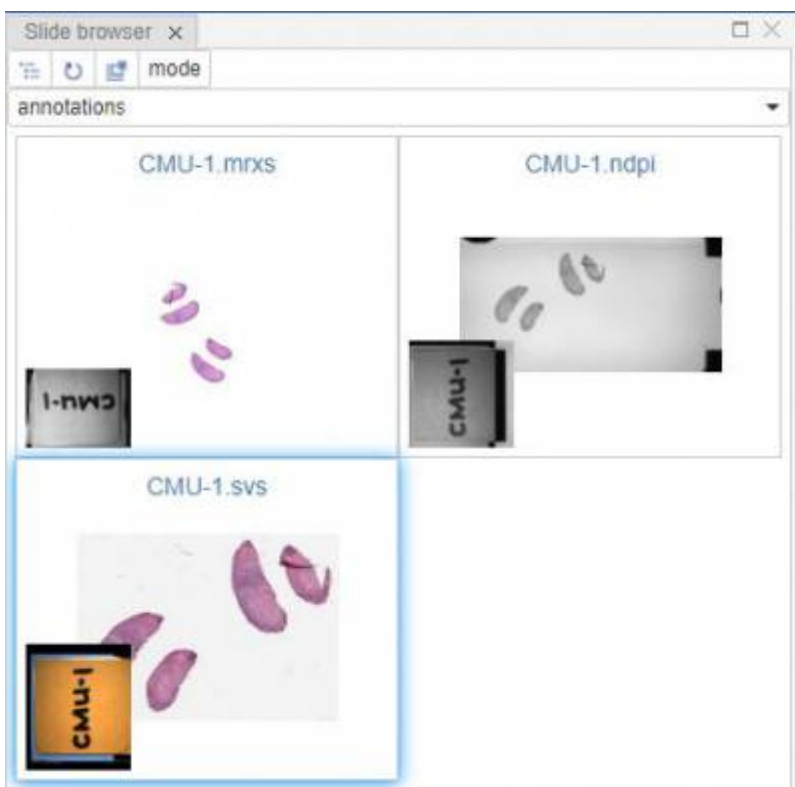 Slide browser ×
mode
annotations
CMU-1.mrxs
CMU-1.ndpi
CMU-1
CMU-1
CMU-1.svs
CMU-1